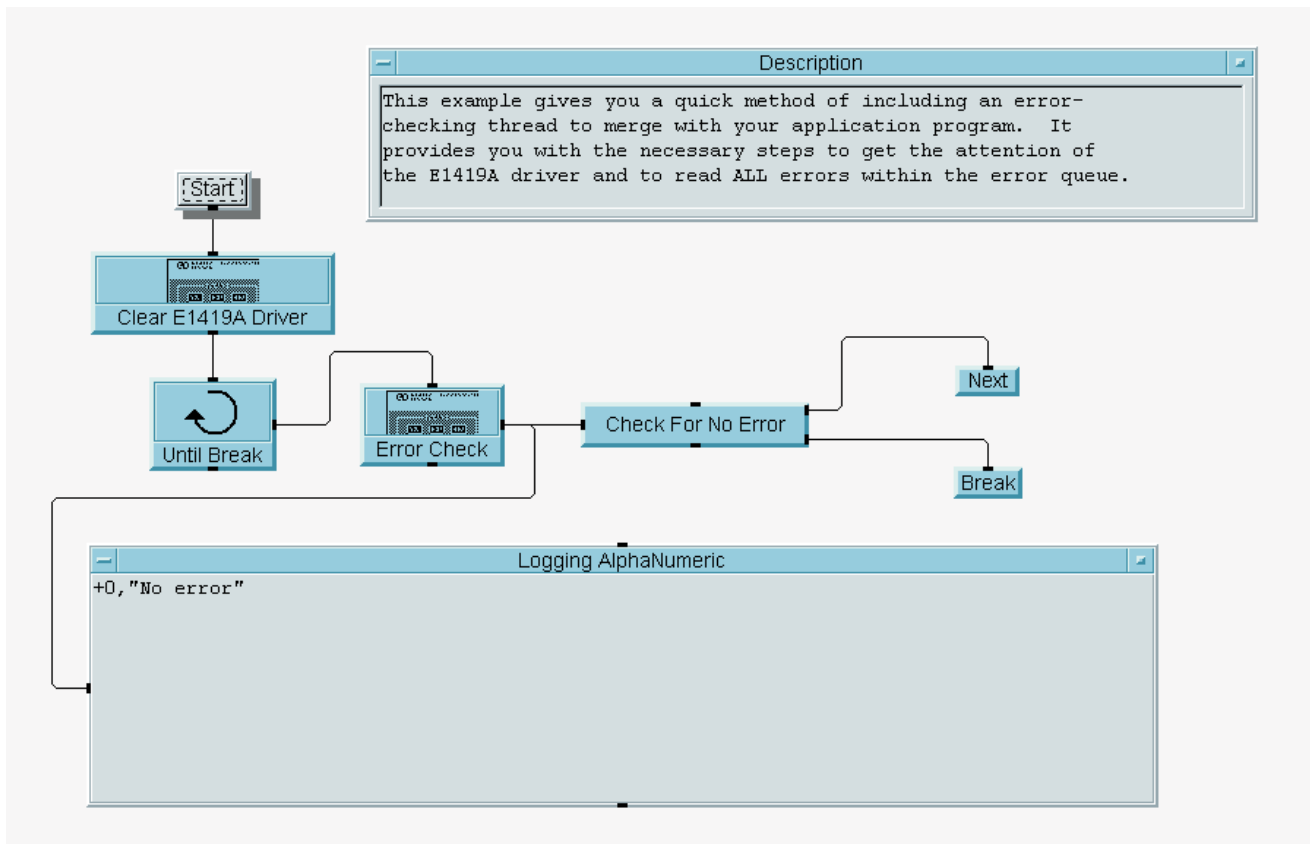 Description
This example gives you a quick method of including an error-
checking thread to merge with your application program.  It
provides you with the necessary steps to get the attention of
the E1419A driver and to read ALL errors within the error queue.
Start
Clear E1419A Driver
Until Break
Error Check
Check For No Error
Next
Break
Logging AlphaNumeric
+0,"No error"